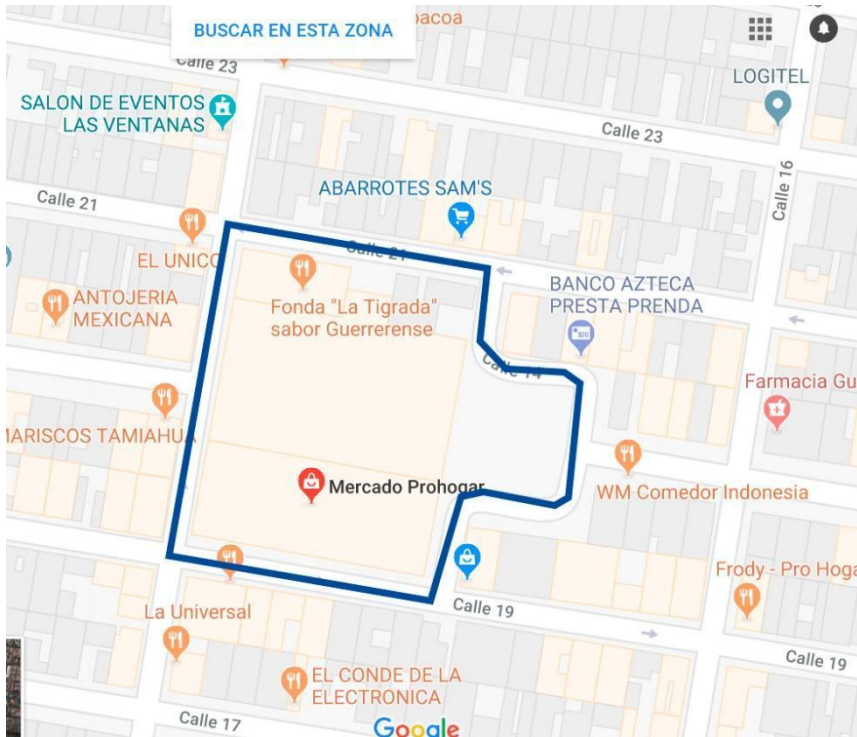 BUSCAR EN ESTA ZONA
Calle 23
LOGITEL
SALON DE EVENTOS
LAS VENTANAS
Calle 23
Calle 16
ABARROTES SAM'S
Calle 21
Calle 21
EL UNICO
BANCO AZTECA
PRESTA PRENDA
ANTOJERIA
MEXICANA
Fonda "La Tigrada"
sabor Guerrerense
Calle 14
Farmacia Gu
MARISCOS TAMIAHUA
Mercado Prohogar
WM Comedor Indonesia
Frody - Pro Hoga
La Universal
Calle 19
Calle 19
EL CONDE DE LA
ELECTRONICA
Calle 17
Google